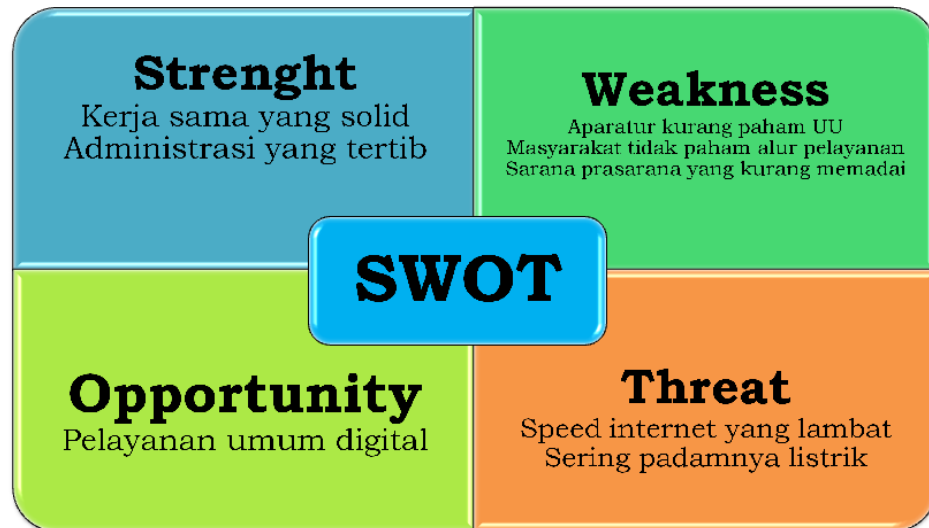 Strenght
Kerja sama yang solid
Administrasi yang tertib
Weakness
Aparatur kurang paham UU
Masyarakat tidak paham alur pelayanan
Sarana prasarana yang kurang memadai
SWOT
Opportunity
Pelayanan umum digital
Threat
Speed internet yang lambat
Sering padamnya listrik